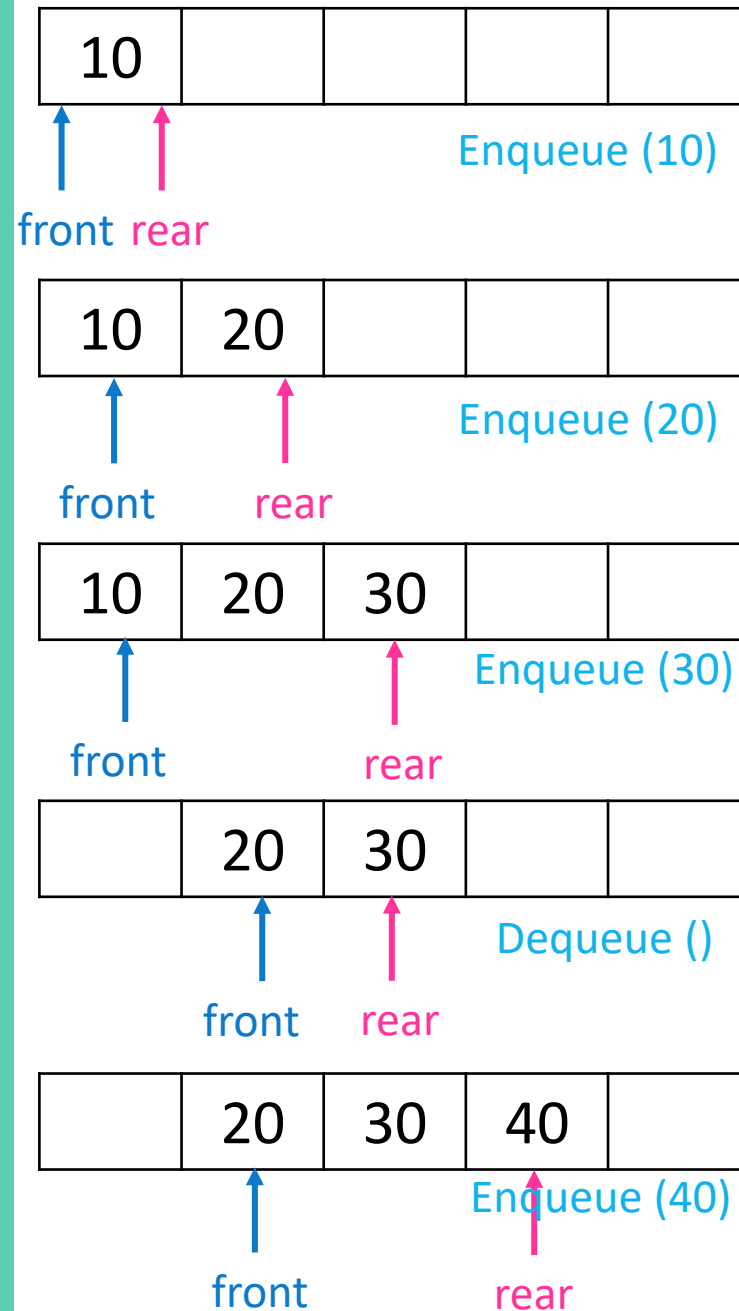 10
Enqueue (10)
front rear
10 20
Enqueue (20)
front rear
10 20 30
Enqueue (30)
front rear
20 30
Dequeue ()
front rear
20 30 40
Enqueue (40)
front rear